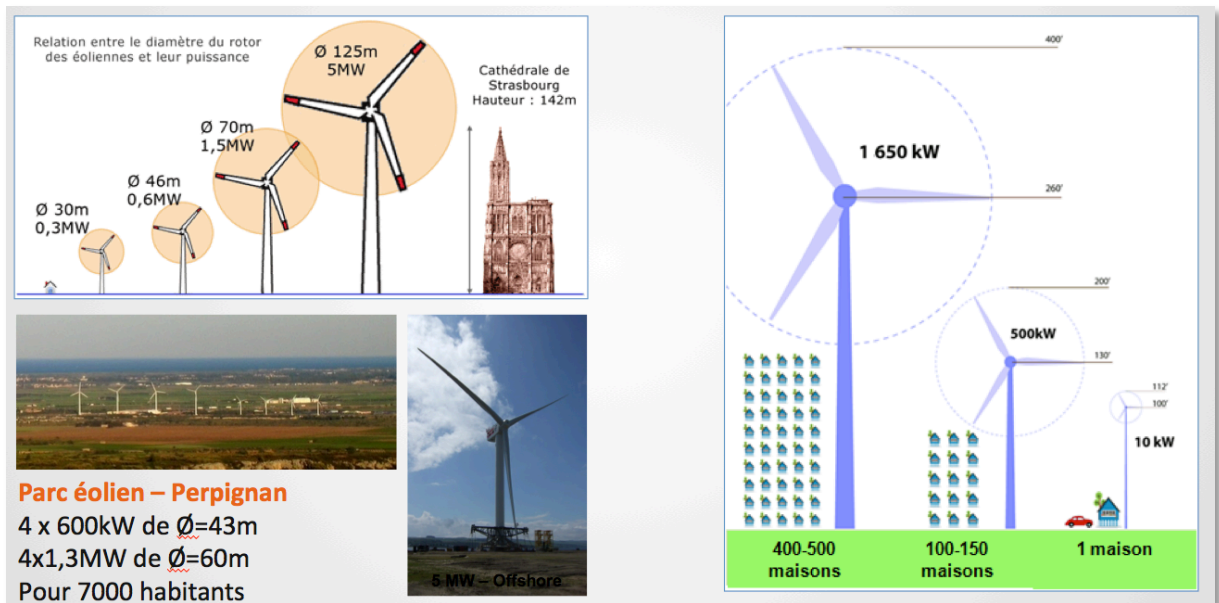 Relation entre le diamètre du rotor
des éoliennes et leur puissance
Ø 125m
5MW
Cathédrale de
Strasbourg
Hauteur : 142m
Ø 70m
1,5MW
Ø 46m
0,6MW
Ø 30m
0,3MW
Parc éolien – Perpignan
4 x 600kW de Ø=43m
4x1,3MW de Ø=60m
Pour 7000 habitants
5 MW – Offshore
400'
1 650 kW
260'
200'
500kW
130'
112'
100'
10 kW
400-500
maisons
100-150
maisons
1 maison